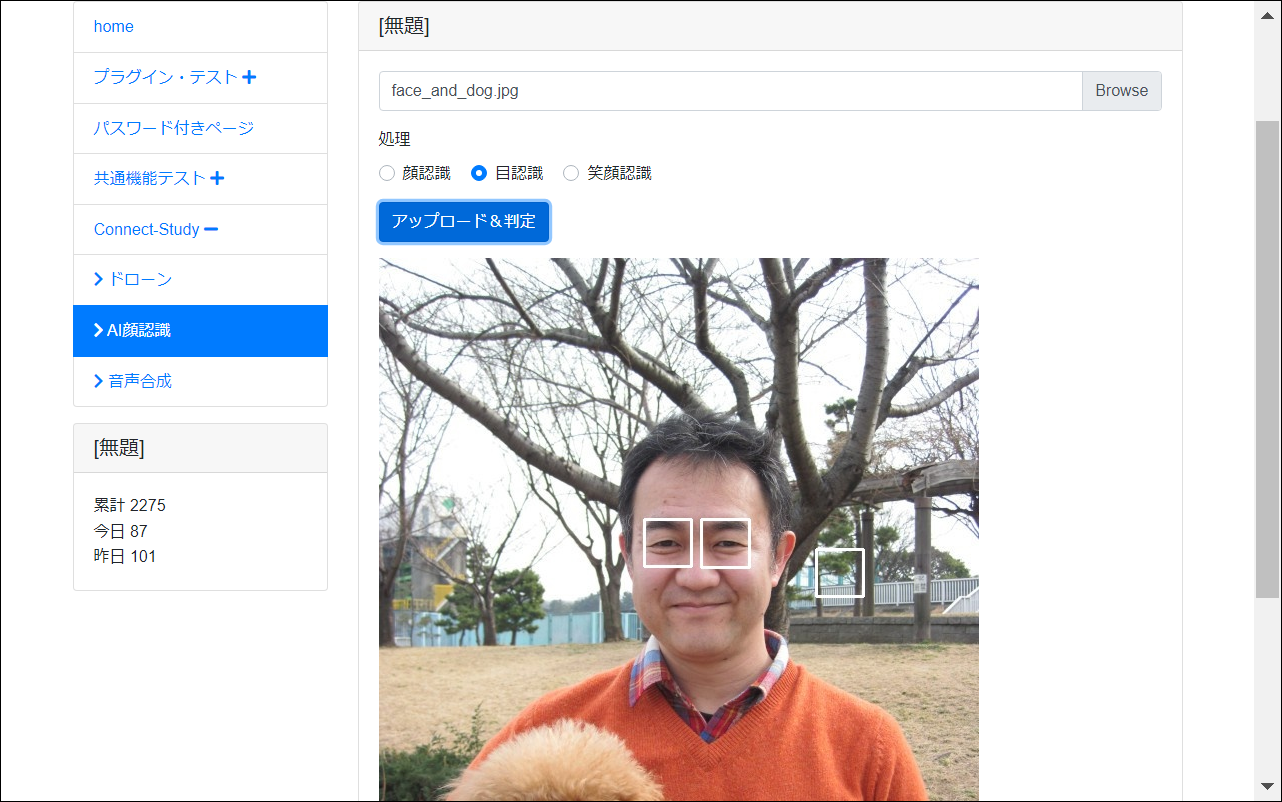 home
プラグイン・テスト
パスワード付きページ
共通機能テスト
Connect-Study
ドローン
AI顔認識
音声合成
[無題]
累計 2275
今日 87
昨日 101
[無題]
face_and_dog.jpg Browse
処理
顔認識 目認識 笑顔認識
アップロード＆判定